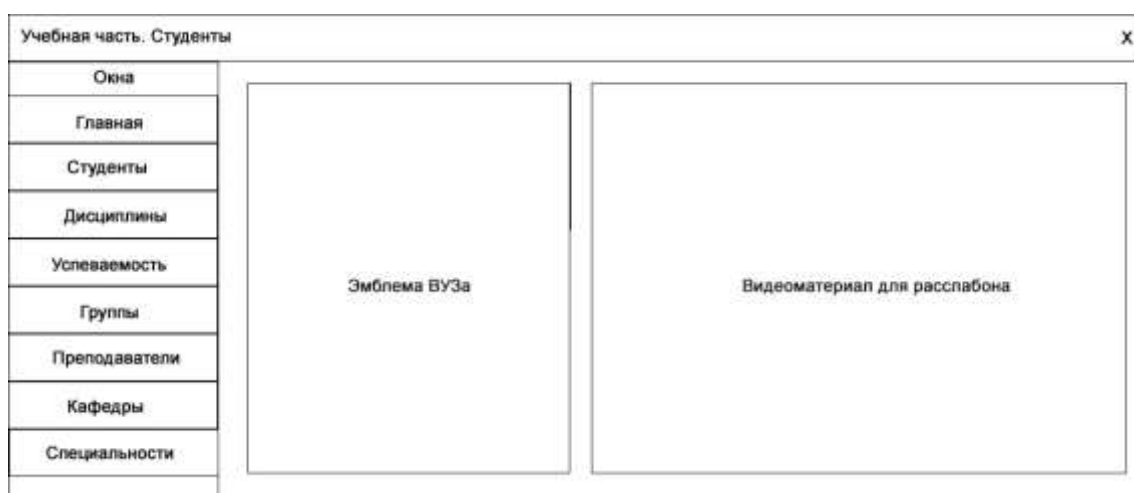 Учебная часть. Студенты X
Окна
Главная
Студенты
Дисциплины
Успеваемость
Группы
Преподаватели
Кафедры
Специальности
Эмблема ВУЗа
Видеоматериал для расслабона